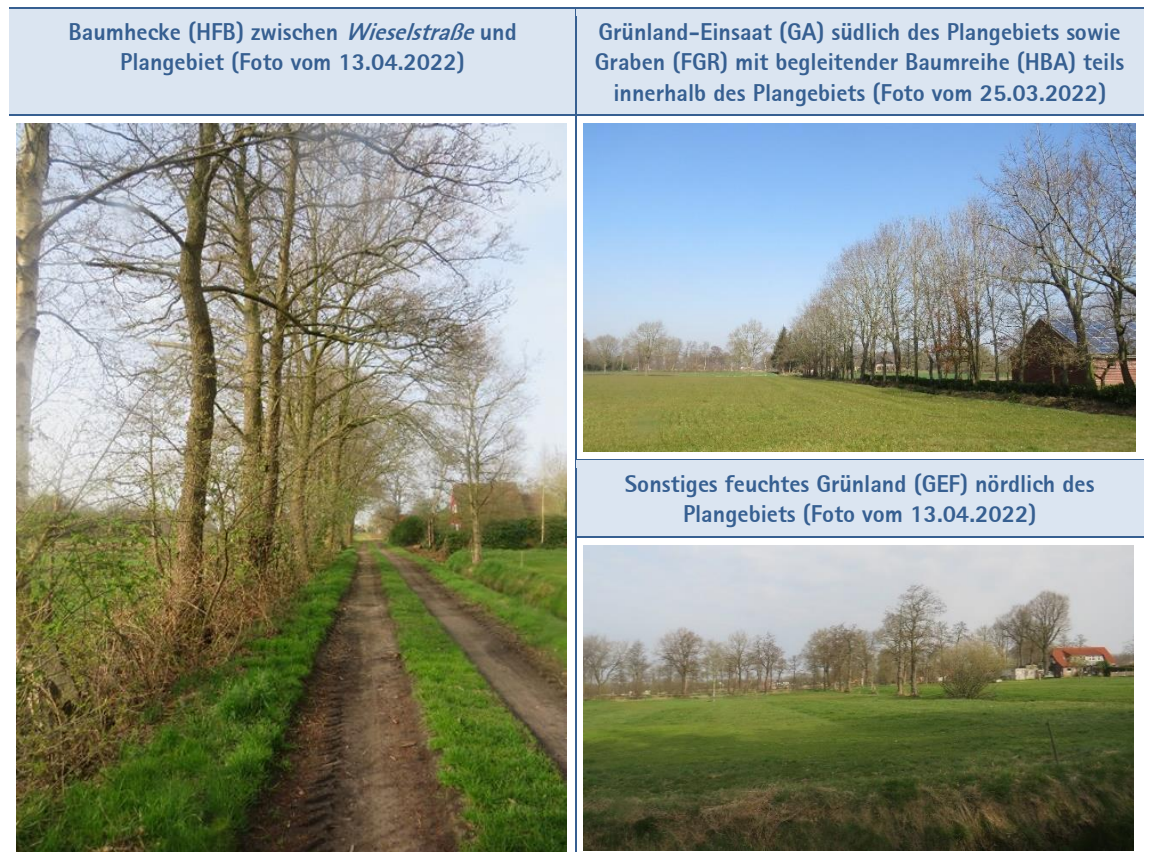 Baumhecke (HFB) zwischen Wieselstraße und
Plangebiet (Foto vom 13.04.2022)
Grünland-Einsaat (GA) südlich des Plangebiets sowie
Graben (FGR) mit begleitender Baumreihe (HBA) teils
innerhalb des Plangebiets (Foto vom 25.03.2022)
Sonstiges feuchtes Grünland (GEF) nördlich des
Plangebiets (Foto vom 13.04.2022)